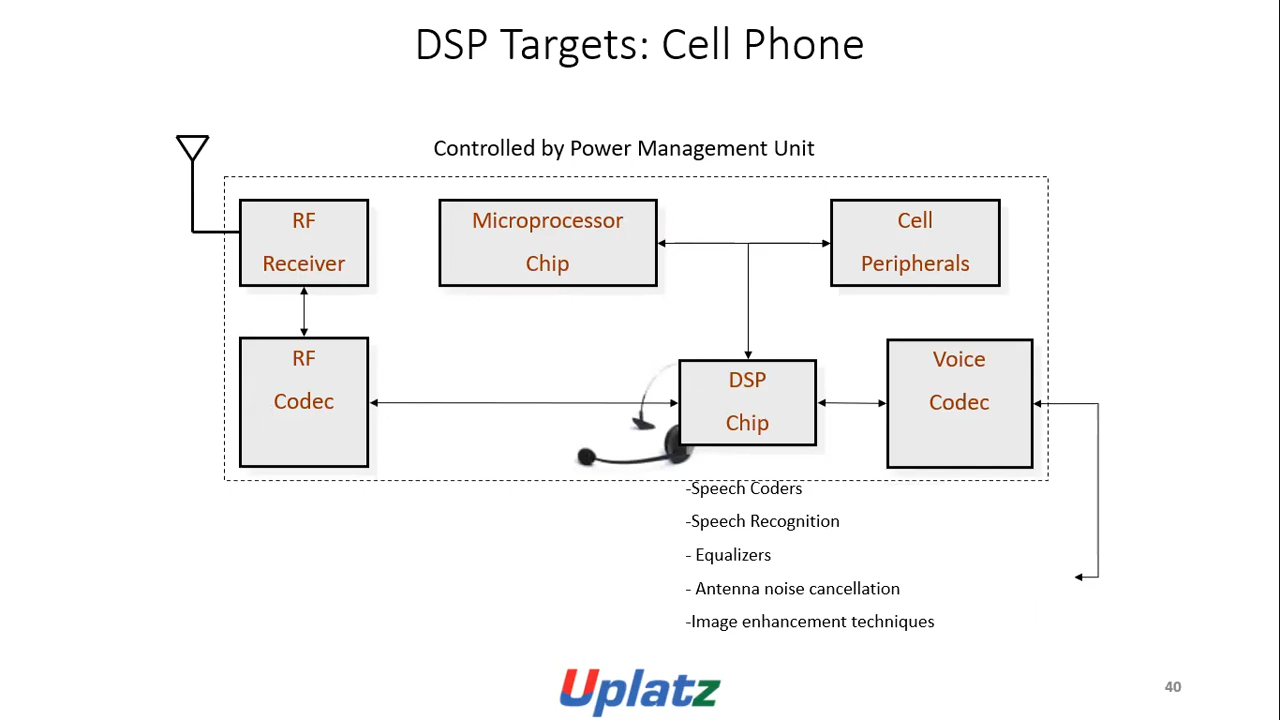 DSP Targets: Cell Phone
Controlled by Power Management Unit
RF
Receiver
Microprocessor
Chip
Cell
Peripherals
RF
Codec
DSP
Chip
Voice
Codec
-Speech Coders
-Speech Recognition
- Equalizers
- Antenna noise cancellation
-Image enhancement techniques
Uplatz
40